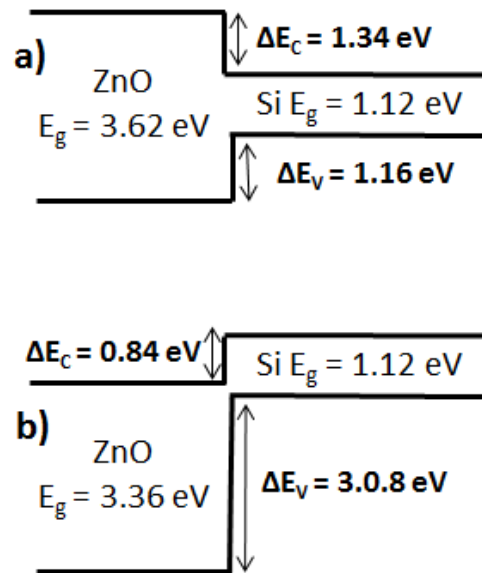 a)
ΔE_C = 1.34 eV
ZnO
E_g = 3.62 eV
Si E_g = 1.12 eV
ΔE_V = 1.16 eV
ΔE_C = 0.84 eV
Si E_g = 1.12 eV
b)
ZnO
E_g = 3.36 eV
ΔE_V = 3.0.8 eV